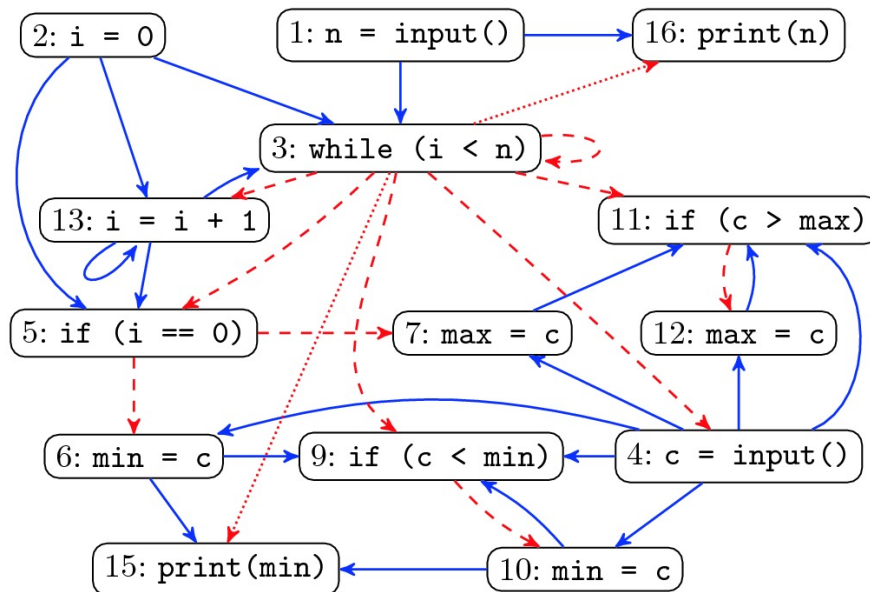 2: i = 0
1: n = input()
16: print(n)
3: while (i < n)
13: i = i + 1
11: if (c > max)
5: if (i == 0)
7: max = c
12: max = c
6: min = c
9: if (c < min)
4: c = input()
15: print(min)
10: min = c